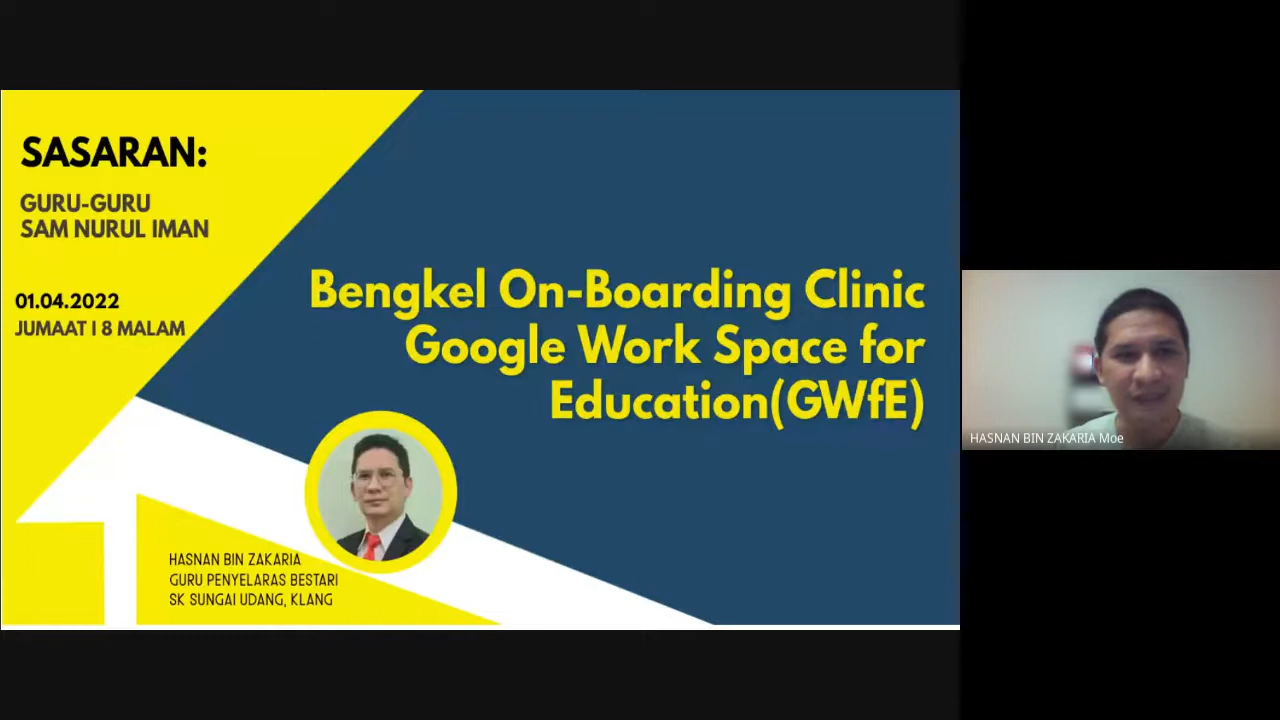 SASARAN:
GURU-GURU
SAM NURUL IMAN
01.04.2022
JUMAAT I 8 MALAM
Bengkel On-Boarding Clinic
Google Work Space for
Education(GWfE)
HASNAN BIN ZAKARIA
GURU PENYELARAS BESTARI
SK SUNGAI UDANG, KLANG
HASNAN BIN ZAKARIA Moe